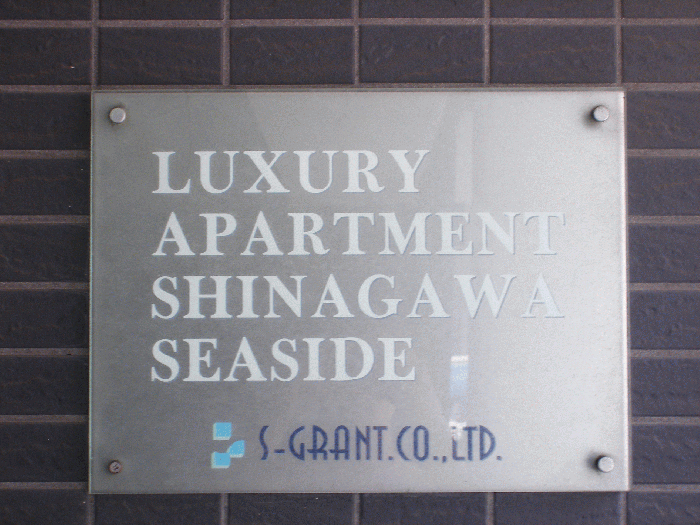 LUXURY
APARTMENT
SHINAGAWA
SEASIDE
S-GRANT.CO.,LTD.